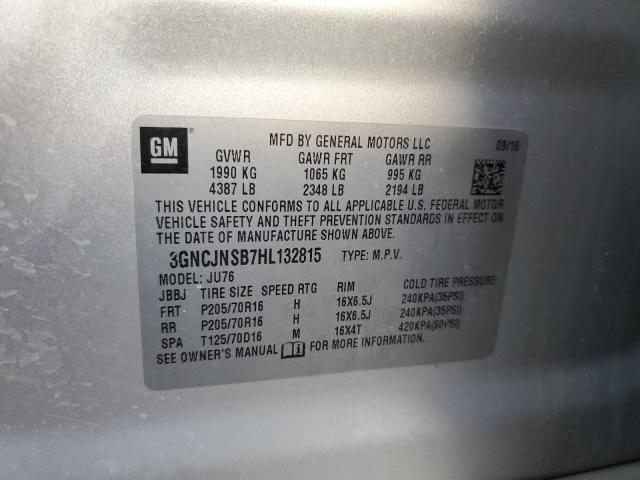 GM ® MFD BY GENERAL MOTORS LLC 09/16
GVWR GAWR FRT GAWR RR
1990 KG 1065 KG 995 KG
4387 LB 2348 LB 2194 LB
THIS VEHICLE CONFORMS TO ALL APPLICABLE U.S. FEDERAL MOTOR
VEHICLE SAFETY AND THEFT PREVENTION STANDARDS IN EFFECT ON
THE DATE OF MANUFACTURE SHOWN ABOVE.
3GNCJNSB7HL132815 TYPE: M.P.V.
MODEL: JU76
JBBJ TIRE SIZE SPEED RTG RIM COLD TIRE PRESSURE
FRT P205/70R16 H 16X6.5J 240KPA(35PSI)
RR P205/70R16 H 16X6.5J 240KPA(35PSI)
SPA T125/70D16 M 16X4T 420KPA(60PSI)
SEE OWNER'S MANUAL FOR MORE INFORMATION.